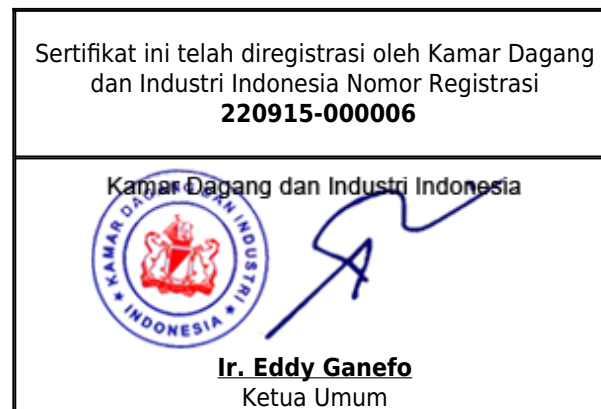 Sertifikat ini telah diregistrasi oleh Kamar Dagang
dan Industri Indonesia Nomor Registrasi
220915-000006
Kamar Dagang dan Industri Indonesia
KAMAR DAGANG DAN INDUSTRI
★ INDONESIA ★
Ir. Eddy Ganefo
Ketua Umum